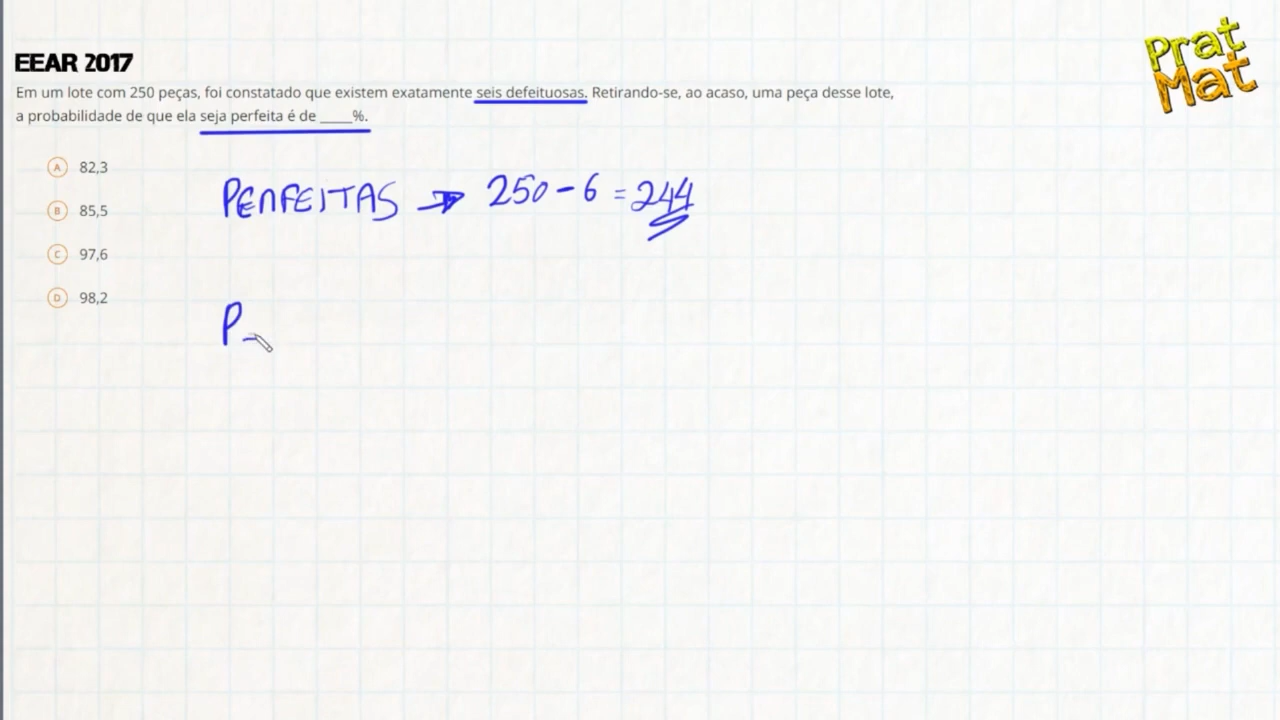 Prat
Mat
EEAR 2017
Em um lote com 250 peças, foi constatado que existem exatamente seis defeituosas. Retirando-se, ao acaso, uma peça desse lote,
a probabilidade de que ela seja perfeita é de ____%.
A 82,3
B 85,5
C 97,6
D 98,2
PERFEITAS → 250 - 6 = 244
P